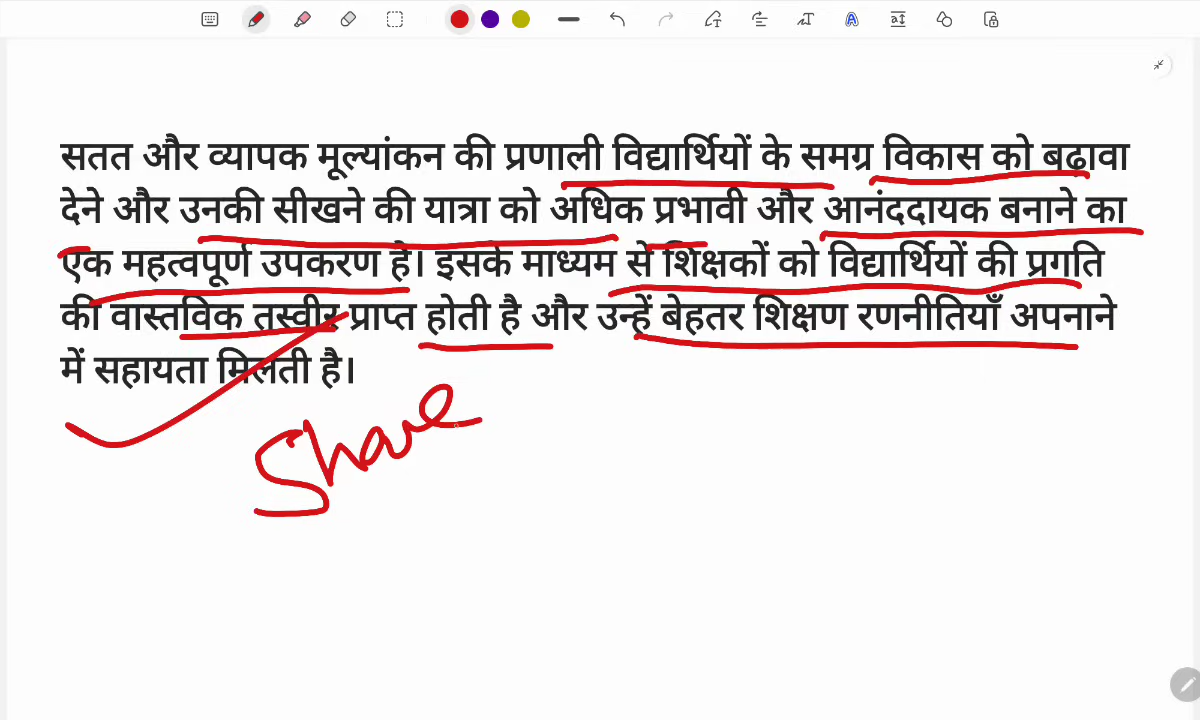 सतत और व्यापक मूल्यांकन की प्रणाली विद्यार्थियों के समग्र विकास को बढ़ावा
देने और उनकी सीखने की यात्रा को अधिक प्रभावी और आनंददायक बनाने का
एक महत्वपूर्ण उपकरण है। इसके माध्यम से शिक्षकों को विद्यार्थियों की प्रगति
की वास्तविक तस्वीर प्राप्त होती है और उन्हें बेहतर शिक्षण रणनीतियाँ अपनाने
में सहायता मिलती है।
Share